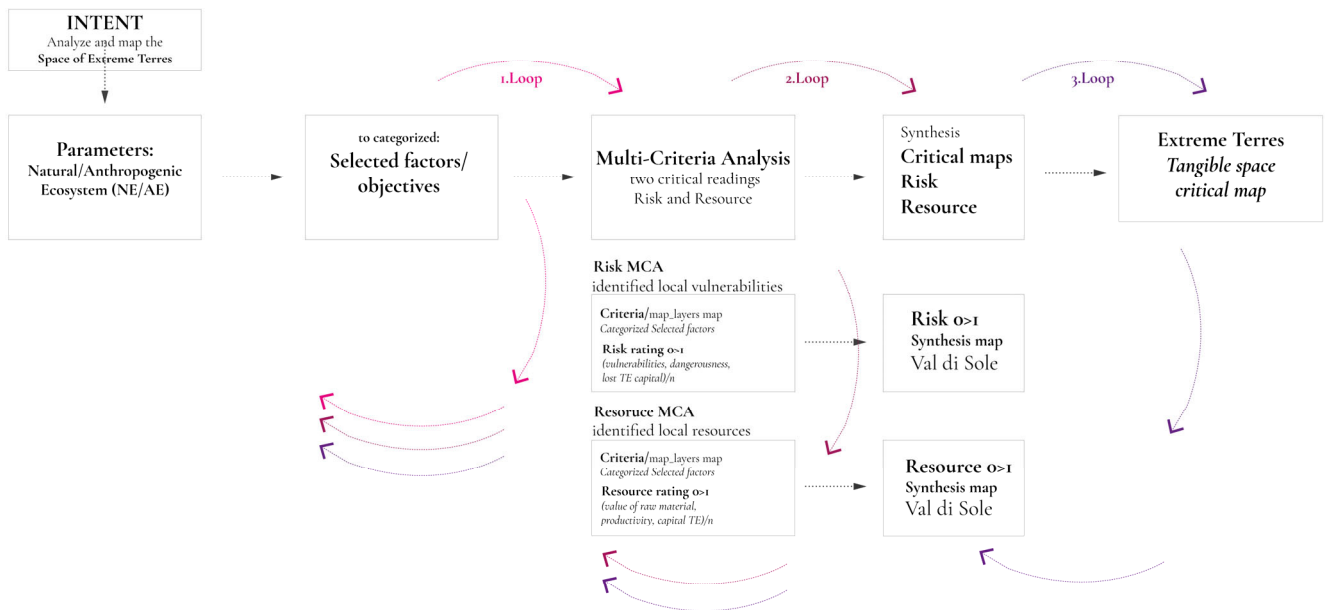 INTENT
Analyze and map the
Space of Extreme Terres
1.Loop
2.Loop
3.Loop
Parameters:
Natural/Anthropogenic
Ecosystem (NE/AE)
to categorized:
Selected factors/
objectives
Multi-Criteria Analysis
two critical readings
Risk and Resource
Synthesis
Critical maps
Risk
Resource
Extreme Terres
Tangible space
critical map
Risk MCA
identified local vulnerabilities
Criteria/map_layers map
Categorized Selected factors
Risk rating 0>1
(vulnerabilities, dangerousness,
lost TE capital)/n
Risk 0>1
Synthesis map
Val di Sole
Resoruce MCA
identified local resources
Criteria/map_layers map
Categorized Selected factors
Resource rating 0>1
(value of raw material,
productivity, capital TE)/n
Resource 0>1
Synthesis map
Val di Sole